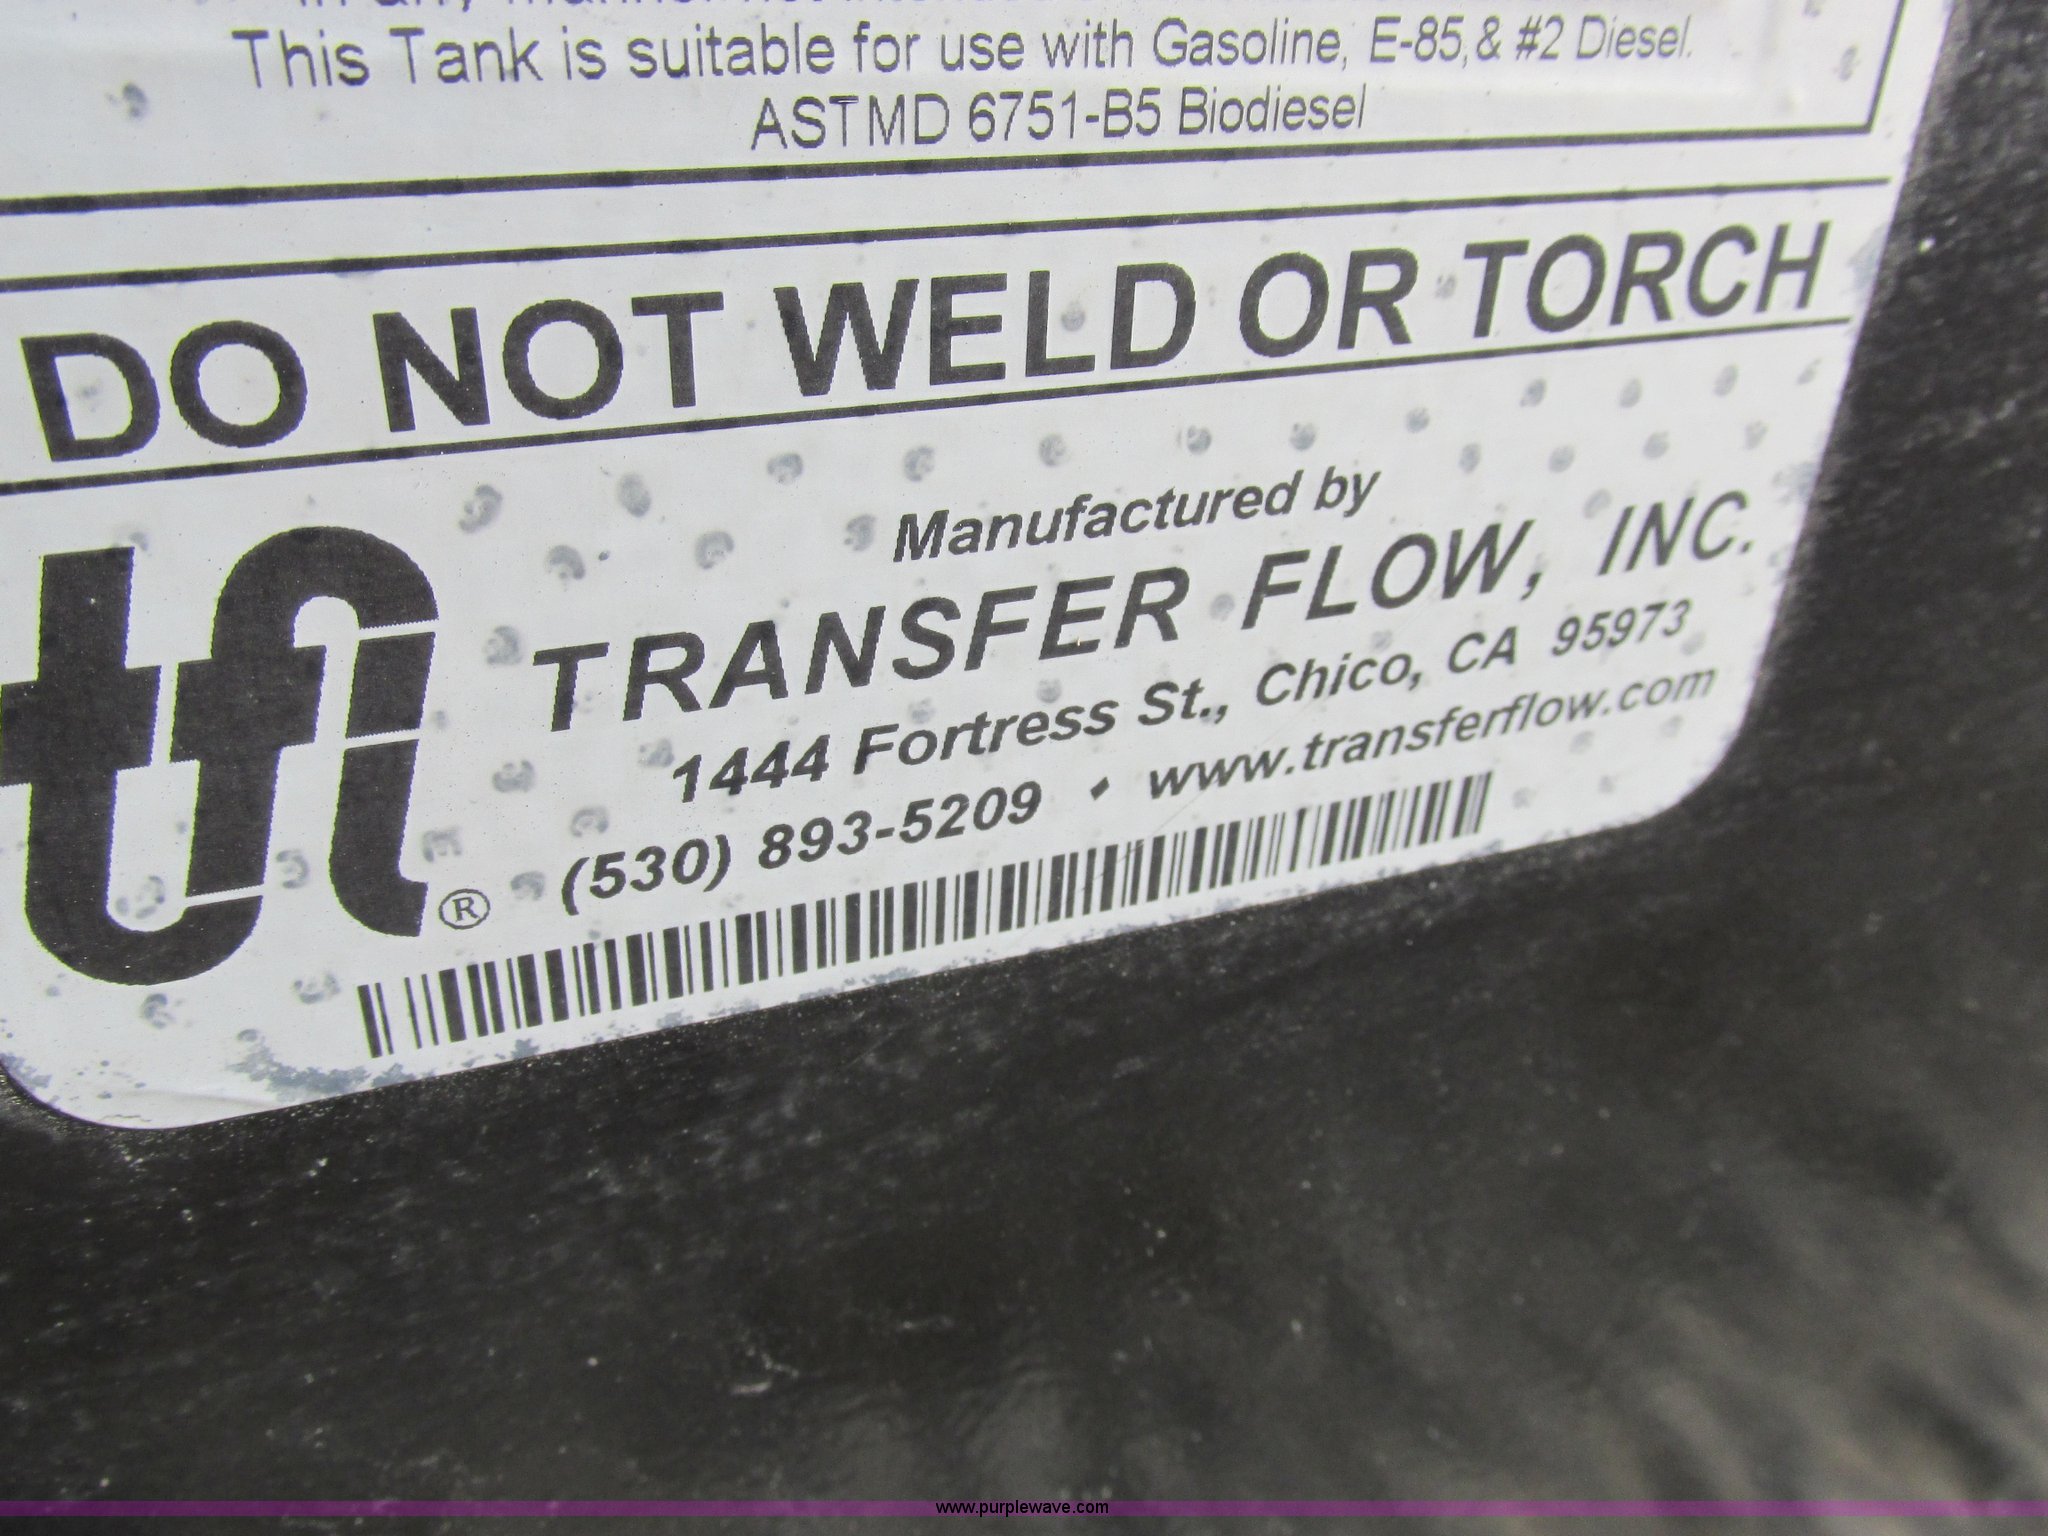 This Tank is suitable for use with Gasoline, E-85,& #2 Diesel.
ASTMD 6751-B5 Biodiesel
DO NOT WELD OR TORCH
tfi®
Manufactured by
TRANSFER FLOW, INC.
1444 Fortress St., Chico, CA 95973
(530) 893-5209 • www.transferflow.com
www.purplewave.com